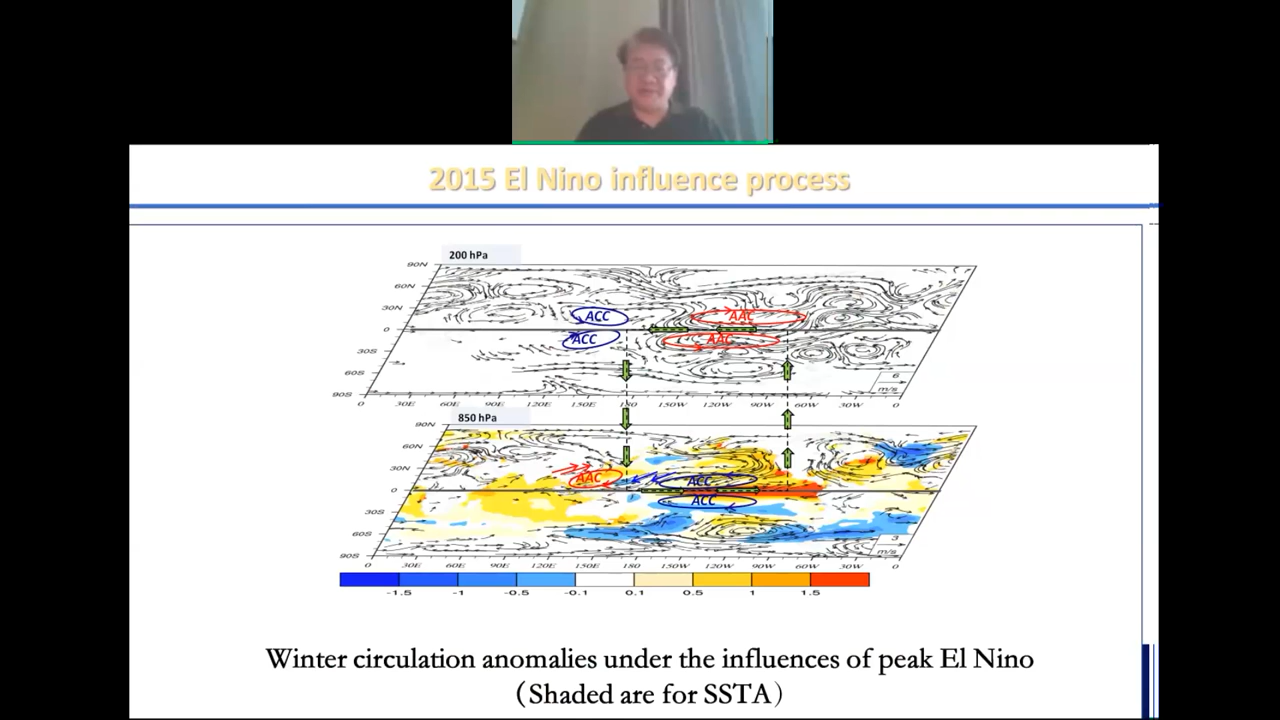 2015 El Nino influence process
200 hPa
90N
60N
30N
0
30S
60S
90S
ACC
AAC
ACC
AAC
6
m/s
0 30E 60E 90E 120E 150E 180 150W 120W 90W 60W 30W 0
850 hPa
90N
60N
30N
0
30S
60S
90S
AAC
ACC
ACC
3
m/s
0 30E 60E 90E 120E 150E 180 150W 120W 90W 60W 30W 0
-1.5 -1 -0.5 -0.1 0.1 0.5 1 1.5
Winter circulation anomalies under the influences of peak El Nino
(Shaded are for SSTA)